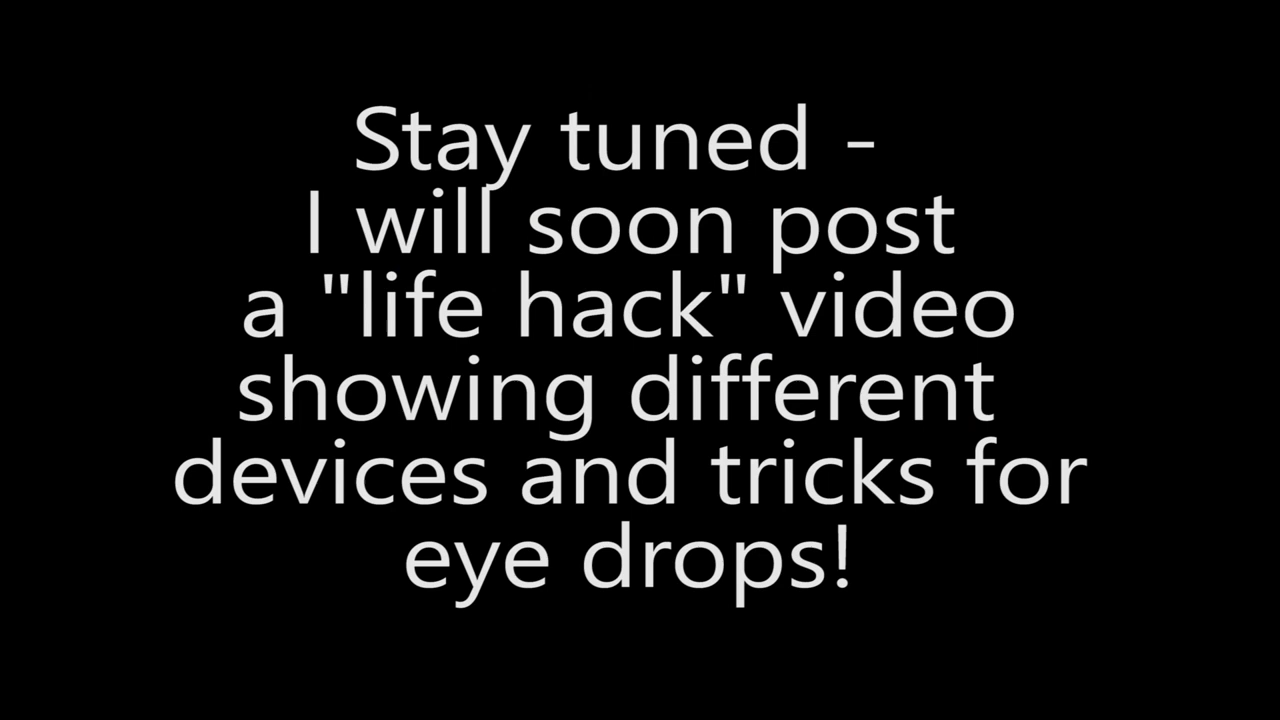 Stay tuned -
I will soon post
a "life hack" video
showing different
devices and tricks for
eye drops!